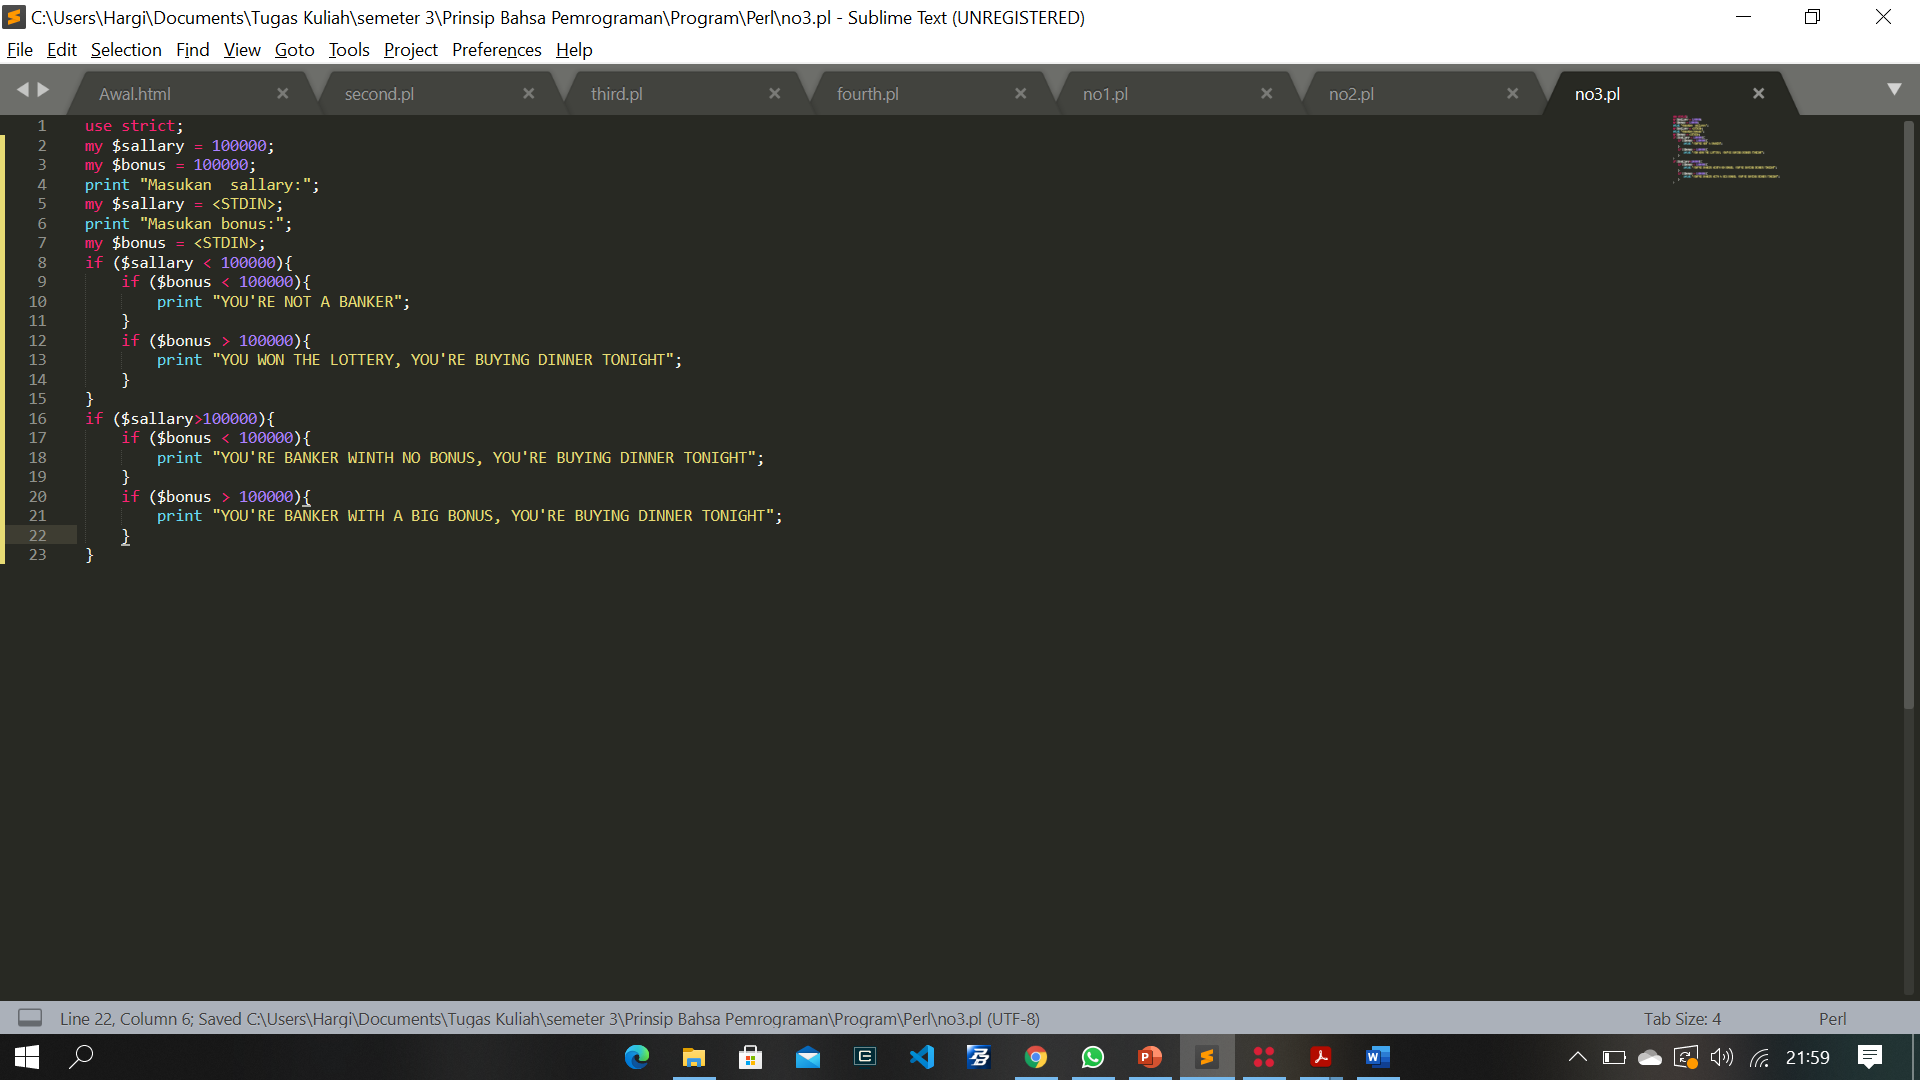 C:\Users\Hargi\Documents\Tugas Kuliah\semeter 3\Prinsip Bahsa Pemrograman\Program\Perl\no3.pl - Sublime Text (UNREGISTERED)
File Edit Selection Find View Goto Tools Project Preferences Help
Awal.html second.pl third.pl fourth.pl no1.pl no2.pl no3.pl
1 use strict;
2 my $sallary = 100000;
3 my $bonus = 100000;
4 print "Masukan  sallary:";
5 my $sallary = <STDIN>;
6 print "Masukan bonus:";
7 my $bonus = <STDIN>;
8 if ($sallary < 100000){
9     if ($bonus < 100000){
10         print "YOU'RE NOT A BANKER";
11     }
12     if ($bonus > 100000){
13         print "YOU WON THE LOTTERY, YOU'RE BUYING DINNER TONIGHT";
14     }
15 }
16 if ($sallary>100000){
17     if ($bonus < 100000){
18         print "YOU'RE BANKER WINTH NO BONUS, YOU'RE BUYING DINNER TONIGHT";
19     }
20     if ($bonus > 100000){
21         print "YOU'RE BANKER WITH A BIG BONUS, YOU'RE BUYING DINNER TONIGHT";
22     }
23 }
Line 22, Column 6; Saved C:\Users\Hargi\Documents\Tugas Kuliah\semeter 3\Prinsip Bahsa Pemrograman\Program\Perl\no3.pl (UTF-8) Tab Size: 4 Perl
21:59